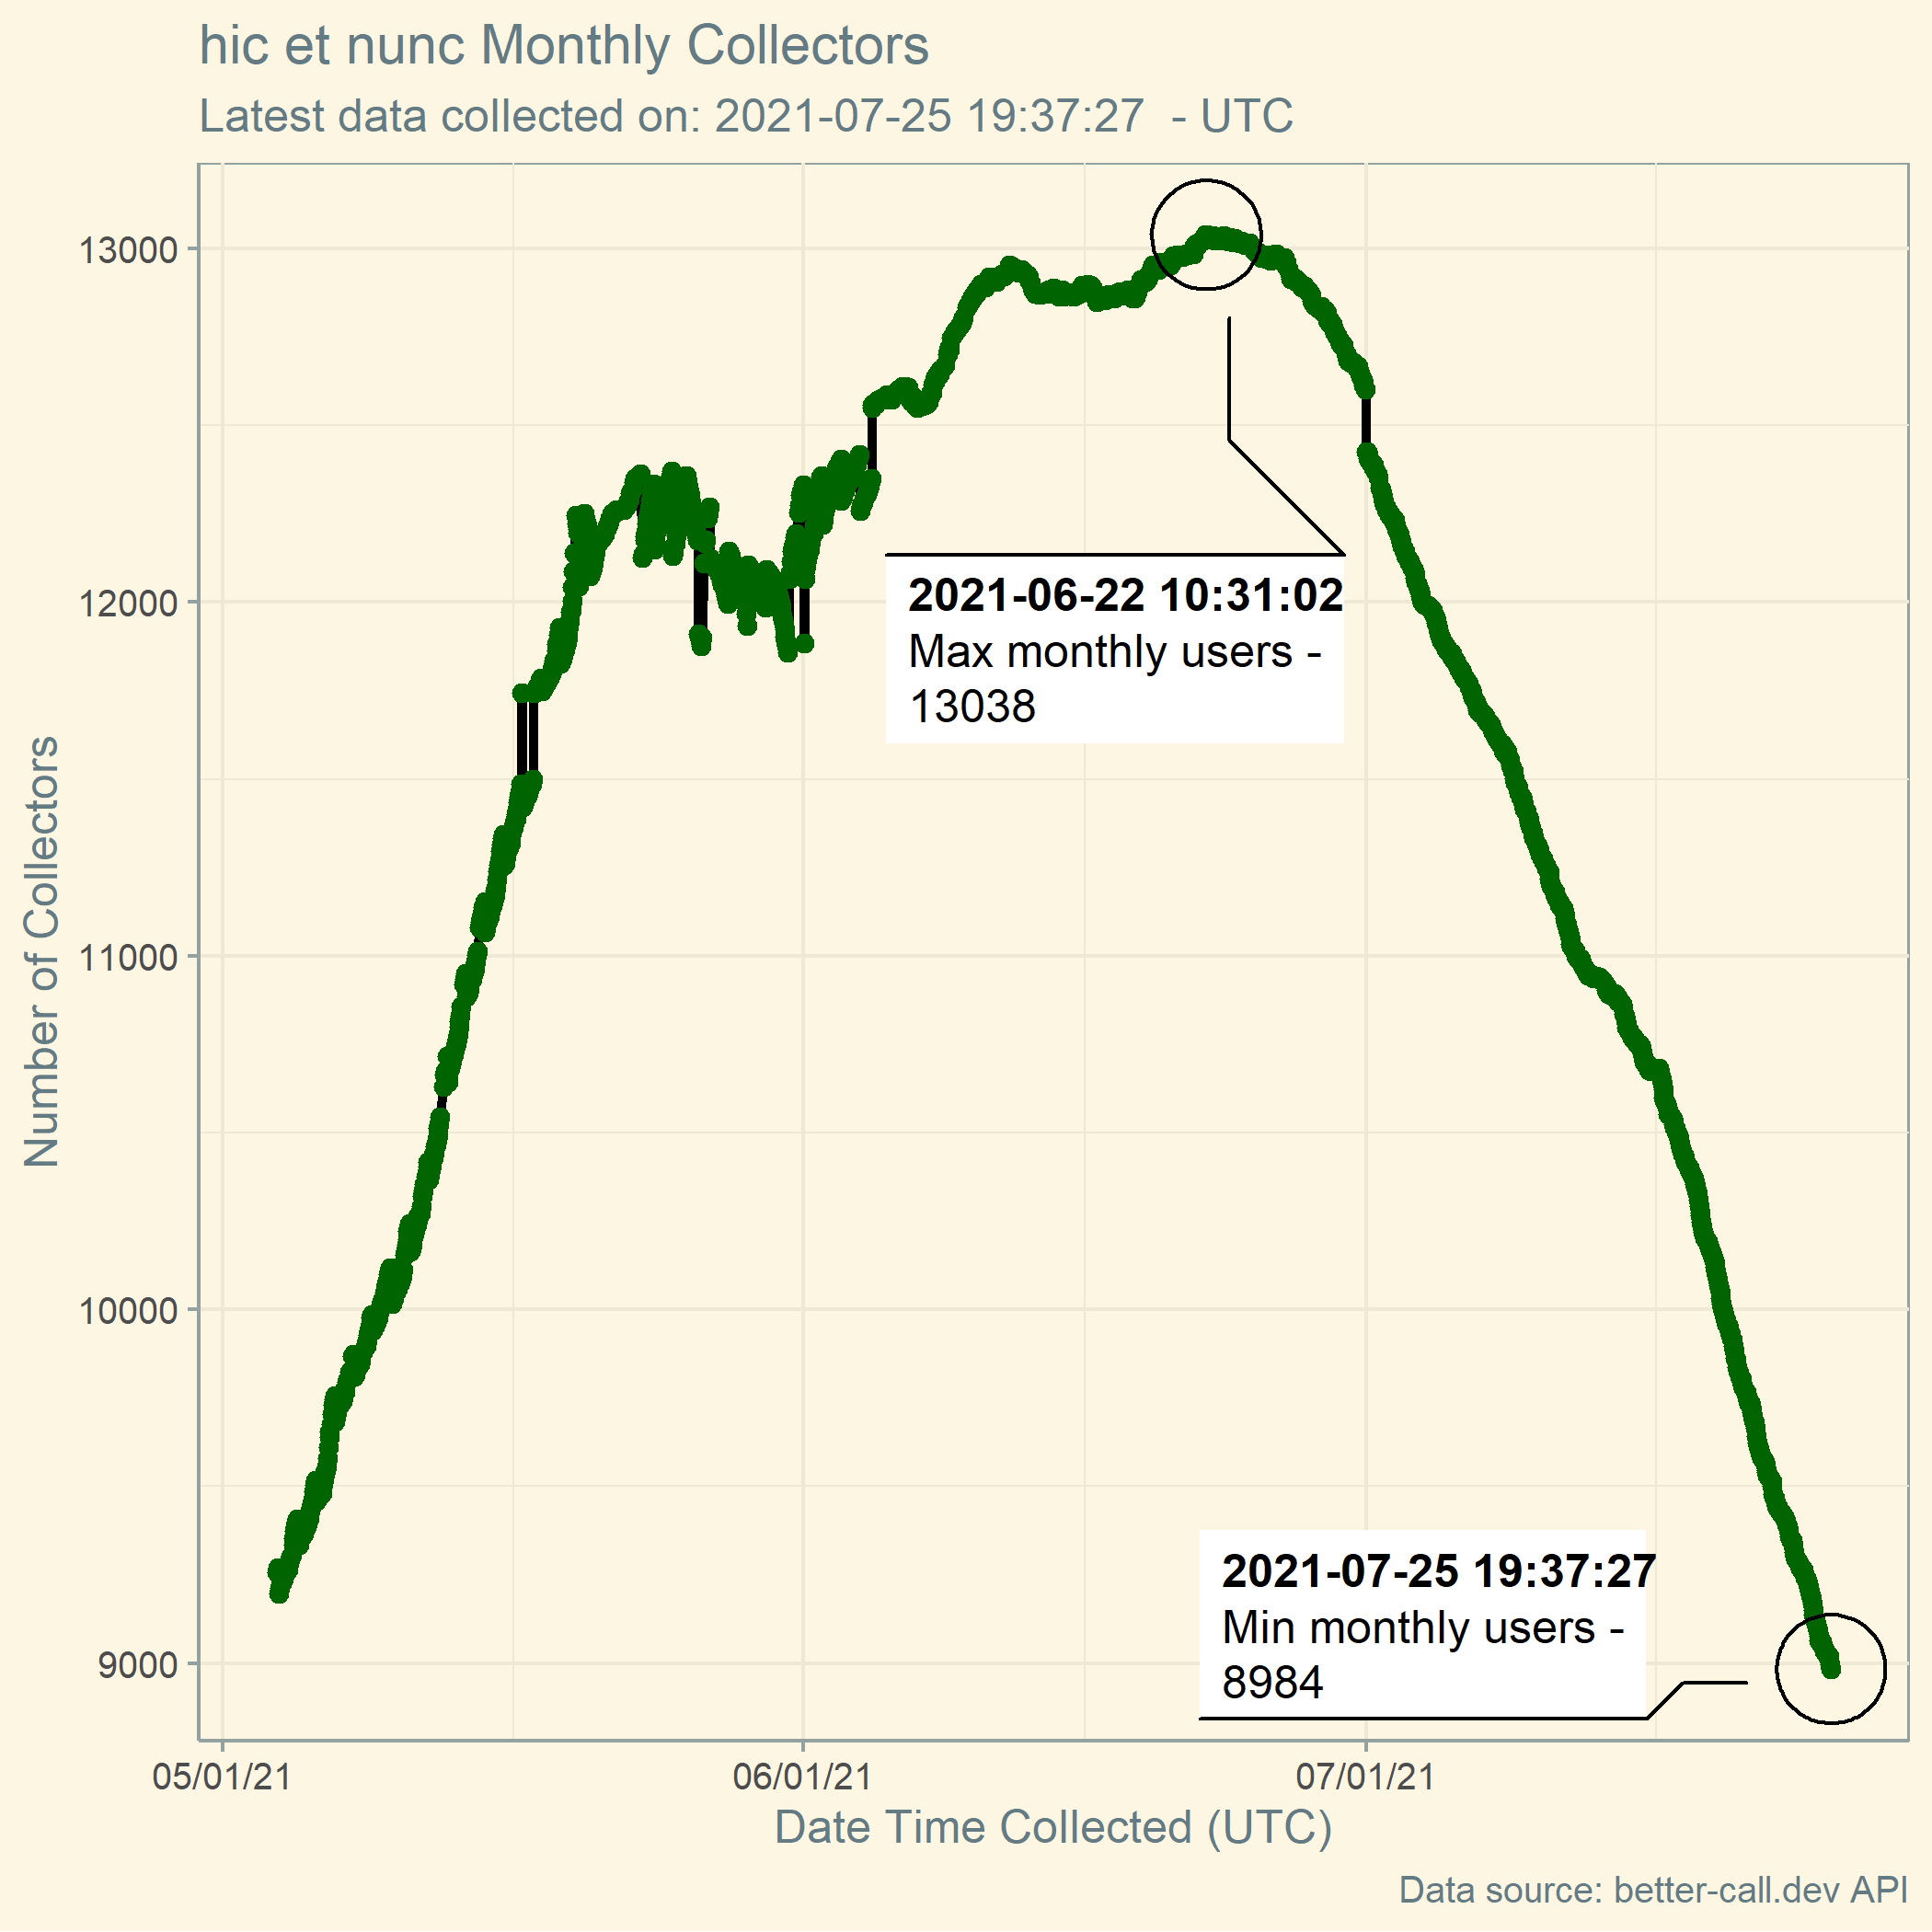 hic et nunc Monthly Collectors
Latest data collected on: 2021-07-25 19:37:27  - UTC
Number of Collectors
13000
12000
11000
10000
9000
2021-06-22 10:31:02
Max monthly users -
13038
2021-07-25 19:37:27
Min monthly users -
8984
05/01/21
06/01/21
07/01/21
Date Time Collected (UTC)
Data source: better-call.dev API